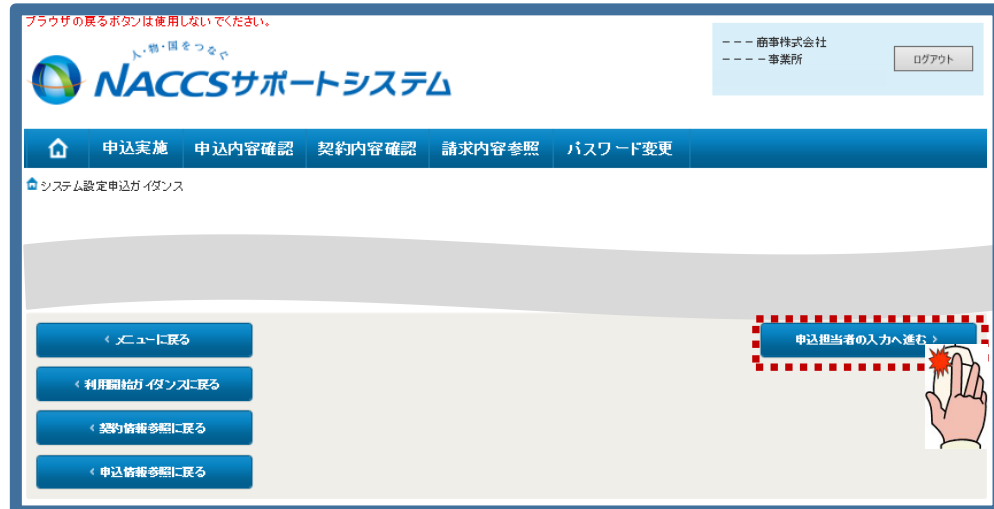 ブラウザの戻るボタンは使用しないでください。
人・物・国をつなぐ
NACCSサポートシステム
---商事株式会社
----事業所
ログアウト
申込実施 申込内容確認 契約内容確認 請求内容参照 パスワード変更
システム設定申込ガイダンス
< メニューに戻る
申込担当者の入力へ進む >
< 利用開始ガイダンスに戻る
< 契約情報参照に戻る
< 申込情報参照に戻る